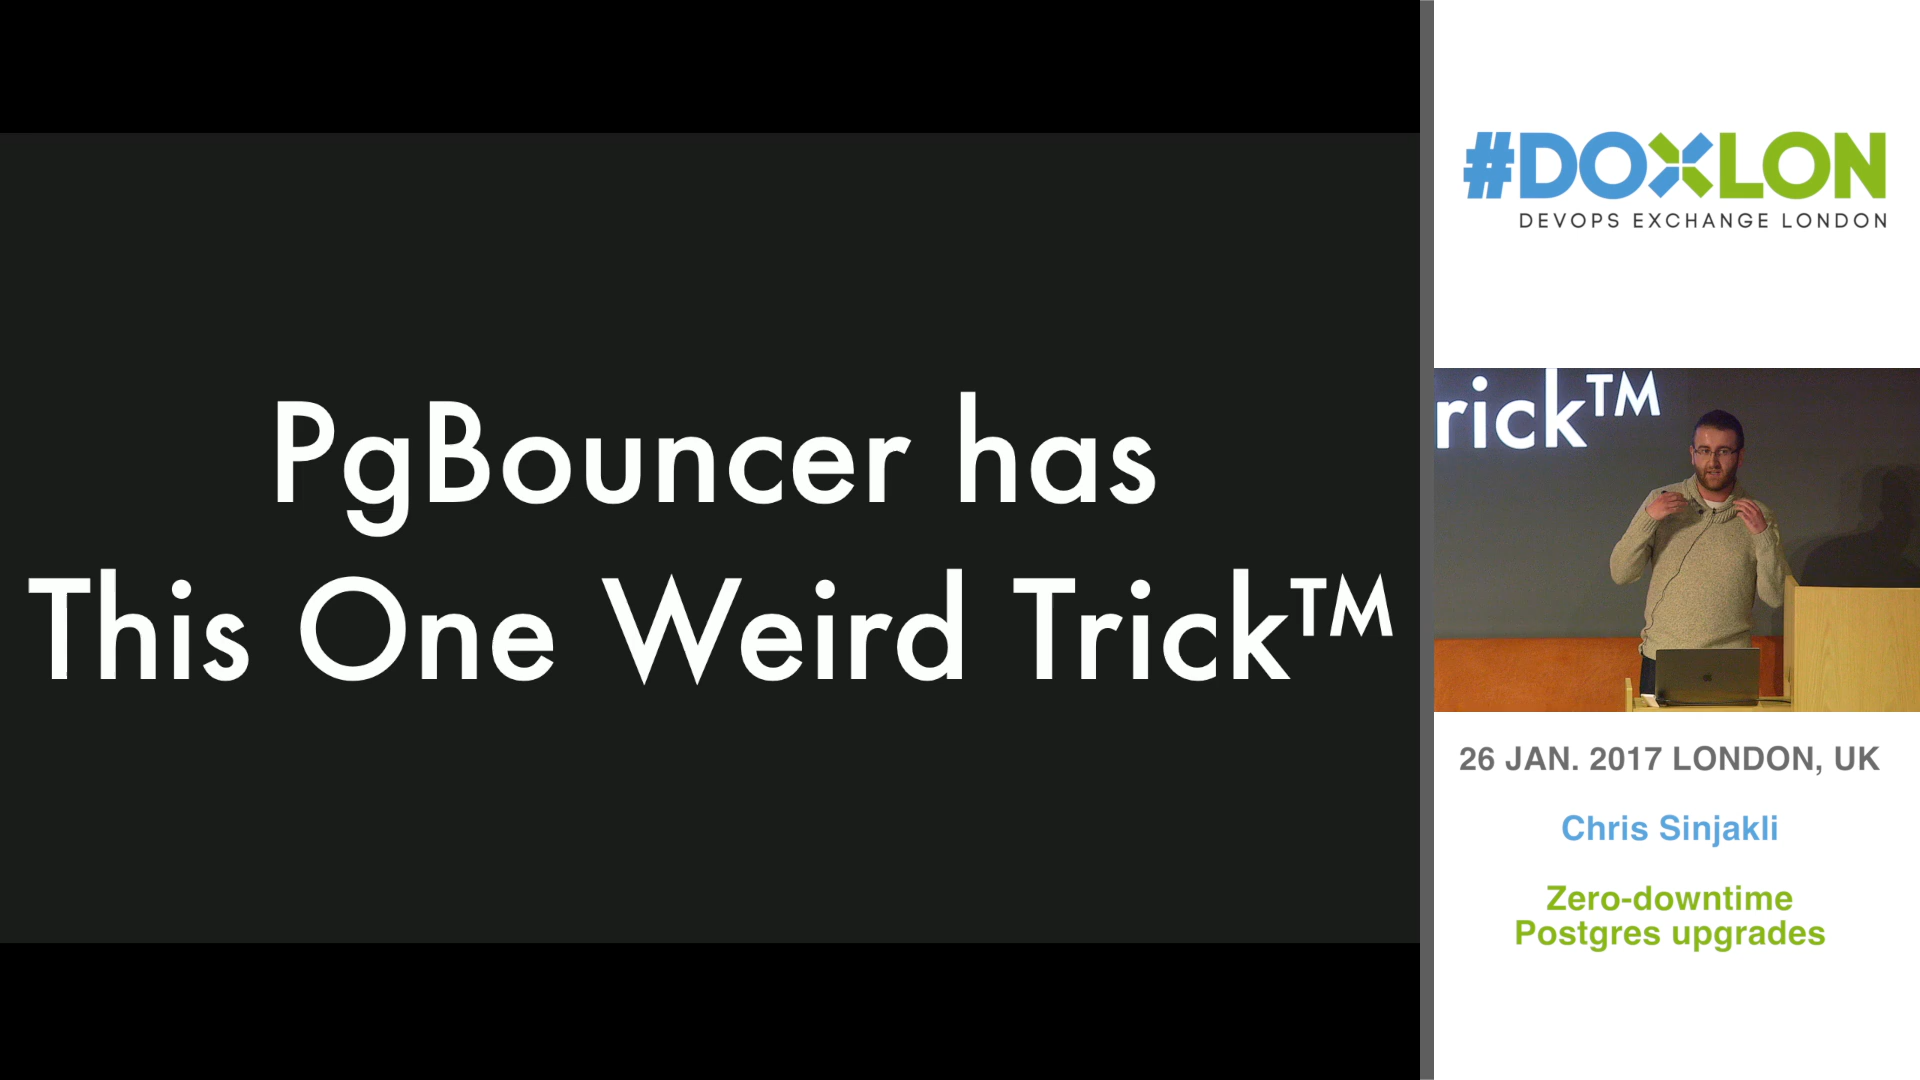 PgBouncer has
This One Weird Trick™
#DOXLON
DEVOPS EXCHANGE LONDON
rick™
26 JAN. 2017 LONDON, UK
Chris Sinjakli
Zero-downtime
Postgres upgrades